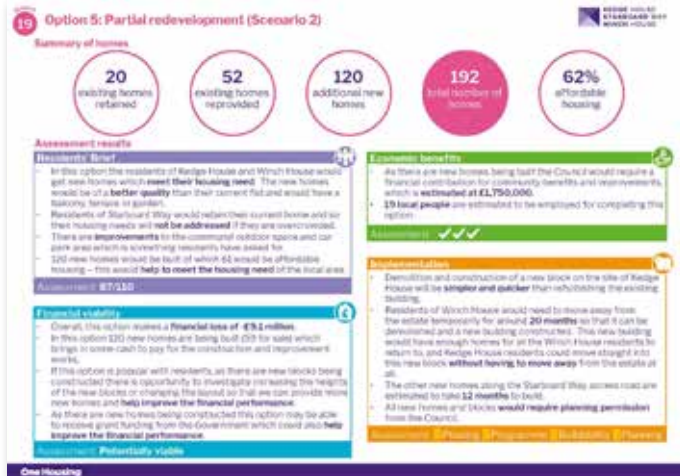 19
Option 5: Partial redevelopment (Scenario 2)
KEDGE HOUSE
STARBOARD WAY
WINCH HOUSE
Summary of homes
20
existing homes
retained
52
existing homes
reprovided
120
additional new
homes
192
total number of
homes
62%
affordable
housing
Assessment results
Residents' Brief
- In this option the residents of Kedge House and Winch House would
get new homes which meet their housing need. The new homes
would be of a better quality than their current flat and would have a
balcony, terrace or garden.
- Residents of Starboard Way would retain their current home and so
their housing needs will not be addressed if they are overcrowded.
- There are improvements to the communal outdoor space and car
park area which is something residents have asked for.
- 120 new homes would be built of which 61 would be affordable
housing – this would help to meet the housing need of the local area.
Assessment: 87/110
Financial viability
- Overall, this option makes a financial loss of -£9.1 million.
- In this option 120 new homes are being built (59 for sale) which
brings in some cash to pay for the construction and improvement
works.
- If this option is popular with residents, as there are new blocks being
constructed there is opportunity to investigate increasing the heights
of the new blocks or changing the layout so that we can provide more
new homes and help improve the financial performance.
- As there are new homes being constructed this option may be able
to receive grant funding from the Government which could also help
improve the financial performance.
Assessment: Potentially viable
Economic benefits
- As there are new homes being built the Council would require a
financial contribution for community benefits and improvements,
which is estimated at £1,750,000.
- 19 local people are estimated to be employed for completing this
option.
Assessment: ✓✓✓
Implementation
- Demolition and construction of a new block on the site of Kedge
House will be simpler and quicker than refurbishing the existing
building.
- Residents of Winch House would need to move away from
the estate temporarily for around 20 months so that it can be
demolished and a new building constructed. This new building
would have enough homes for all the Winch House residents to
return to, and Kedge House residents could move straight into
this new block without having to move away from the estate at
all.
- The other new homes along the Starboard Way access road are
estimated to take 12 months to build.
- All new homes and blocks would require planning permission
from the Council.
Assessment: Phasing Programme Buildability Planning
One Housing